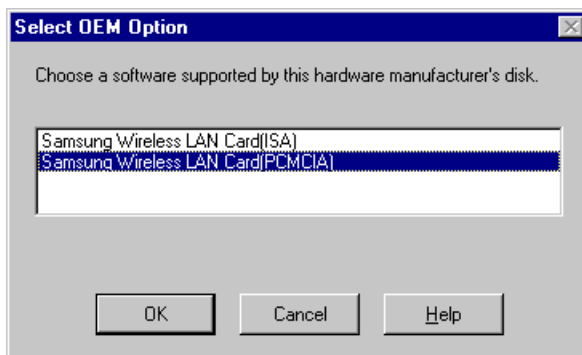 Select OEM Option
Choose a software supported by this hardware manufacturer's disk.
Samsung Wireless LAN Card(ISA)
Samsung Wireless LAN Card(PCMCIA)
OK Cancel Help